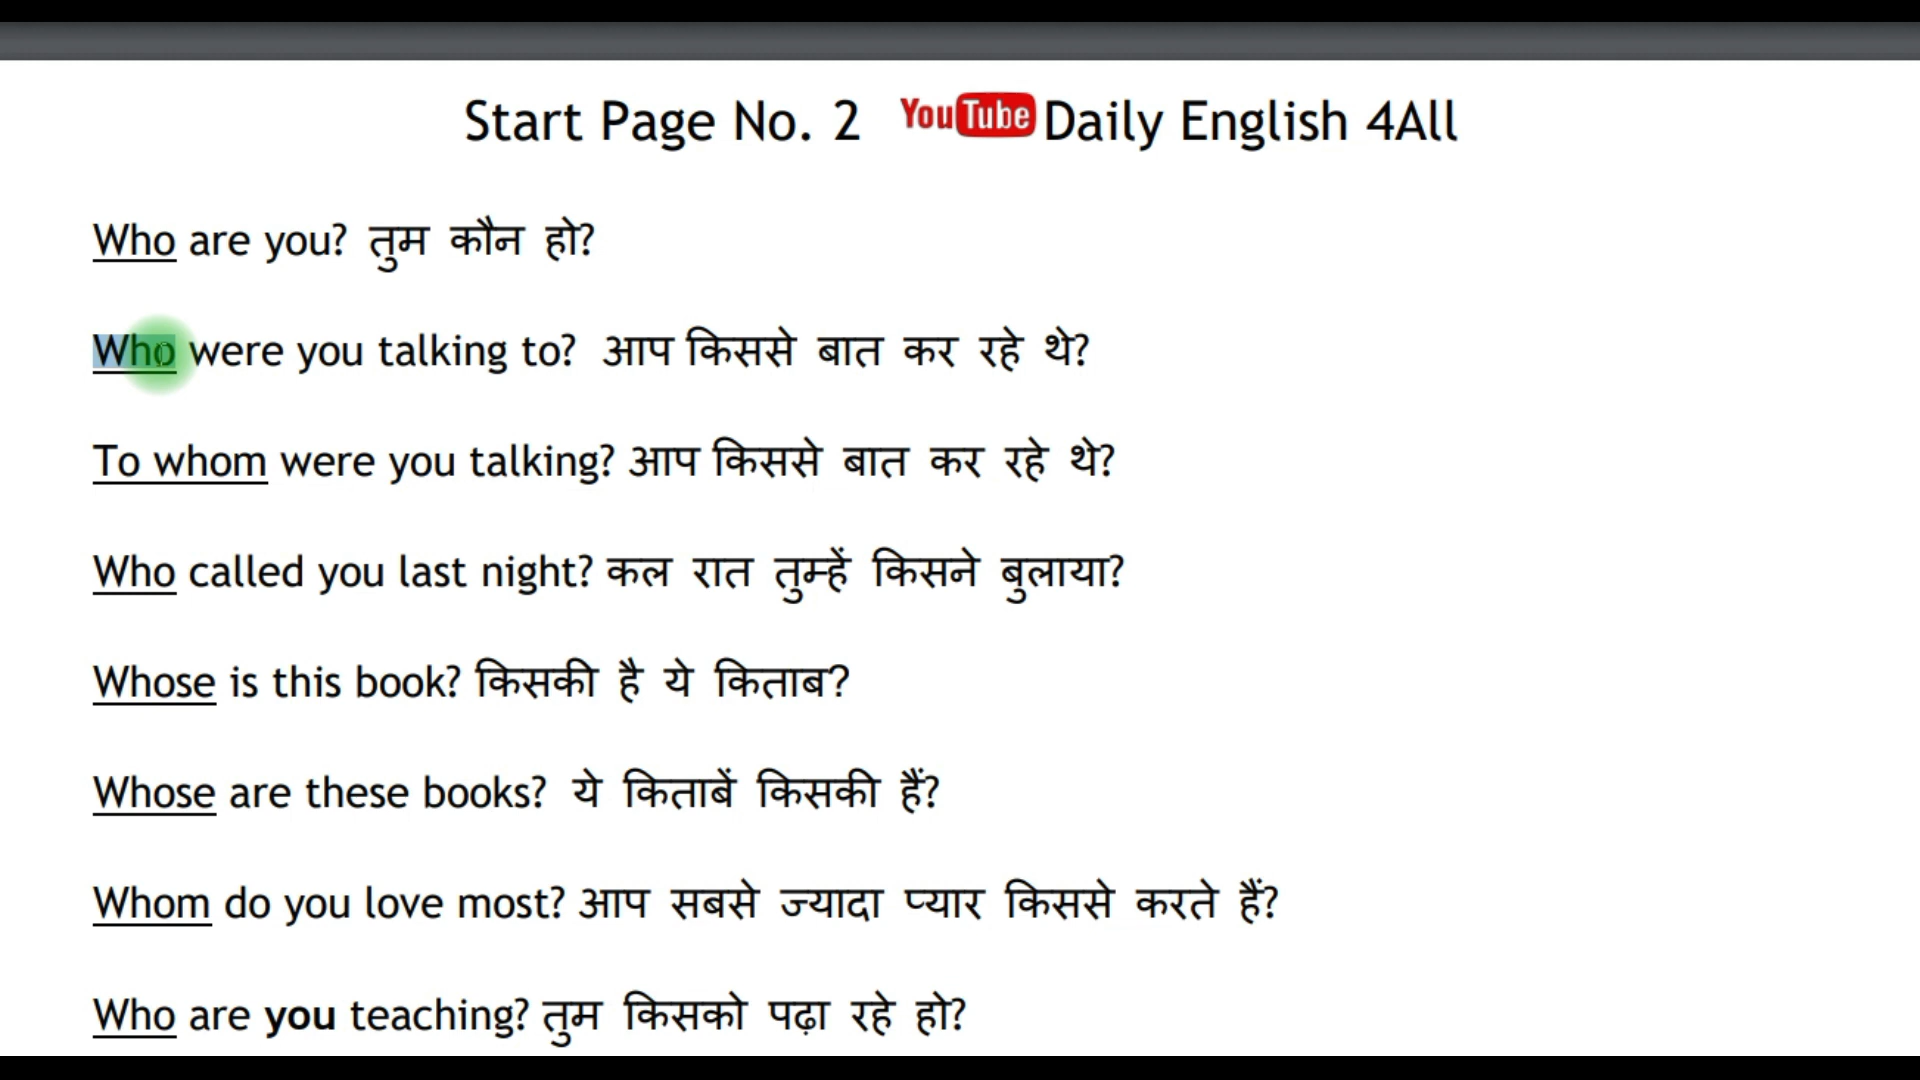 Start Page No. 2 YouTube Daily English 4All
Who are you? तुम कौन हो?
Who were you talking to? आप किससे बात कर रहे थे?
To whom were you talking? आप किससे बात कर रहे थे?
Who called you last night? कल रात तुम्हें किसने बुलाया?
Whose is this book? किसकी है ये किताब?
Whose are these books? ये किताबें किसकी हैं?
Whom do you love most? आप सबसे ज्यादा प्यार किससे करते हैं?
Who are you teaching? तुम किसको पढ़ा रहे हो?